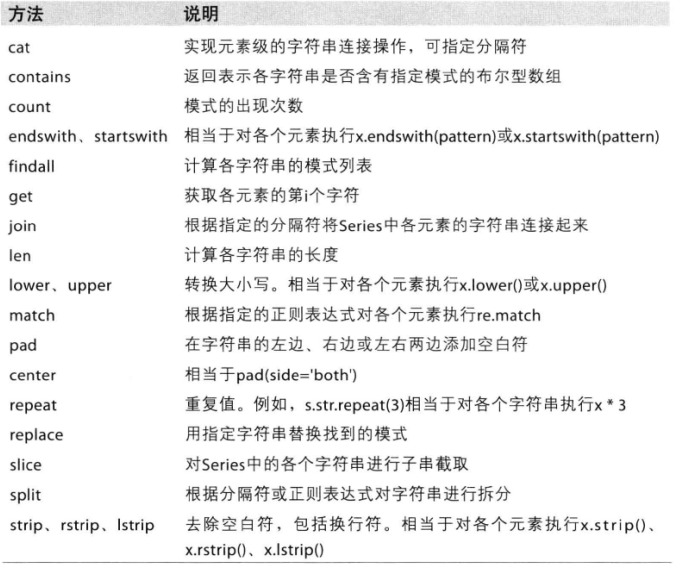 方法 说明
cat 实现元素级的字符串连接操作，可指定分隔符
contains 返回表示各字符串是否含有指定模式的布尔型数组
count 模式的出现次数
endswith、startswith 相当于对各个元素执行x.endswith(pattern)或x.startswith(pattern)
findall 计算各字符串的模式列表
get 获取各元素的第i个字符
join 根据指定的分隔符将Series中各元素的字符串连接起来
len 计算各字符串的长度
lower、upper 转换大小写。相当于对各个元素执行x.lower()或x.upper()
match 根据指定的正则表达式对各个元素执行re.match
pad 在字符串的左边、右边或左右两边添加空白符
center 相当于pad(side='both')
repeat 重复值。例如，s.str.repeat(3)相当于对各个字符串执行x * 3
replace 用指定字符串替换找到的模式
slice 对Series中的各个字符串进行子串截取
split 根据分隔符或正则表达式对字符串进行拆分
strip、rstrip、lstrip 去除空白符，包括换行符。相当于对各个元素执行x.strip()、
x.rstrip()、x.lstrip()